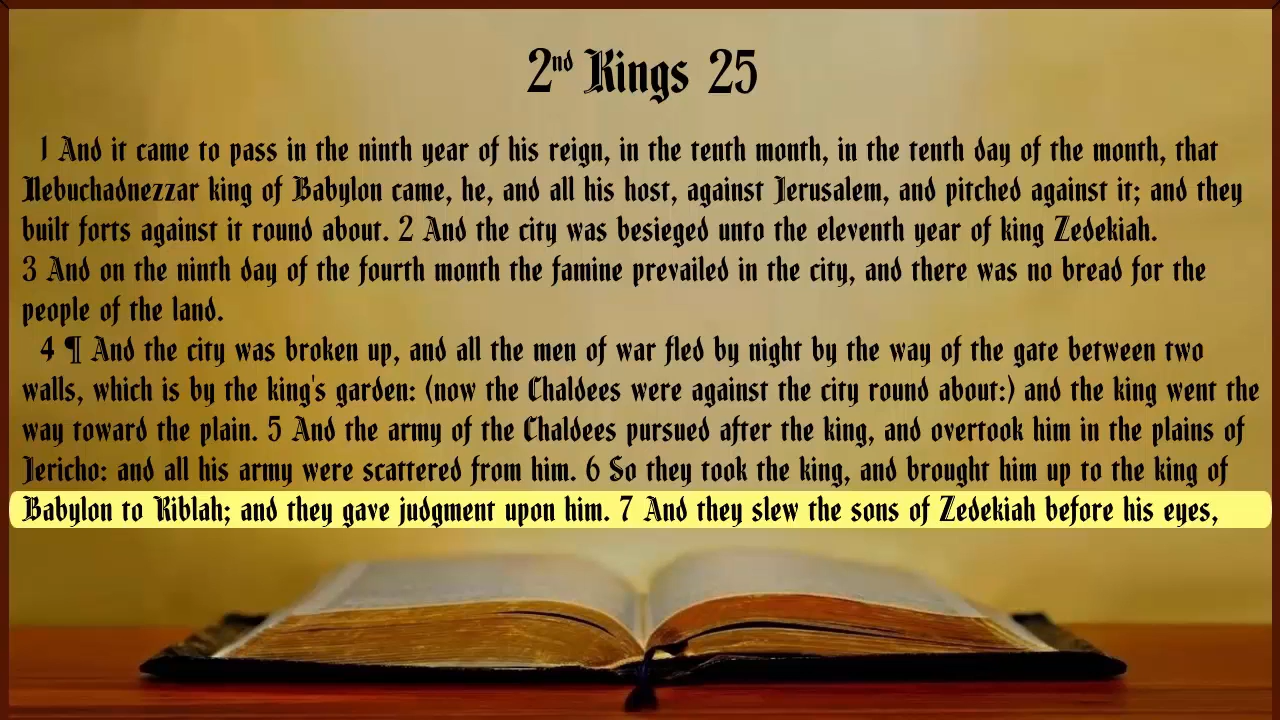 2nd Kings 25
1 And it came to pass in the ninth year of his reign, in the tenth month, in the tenth day of the month, that
Nebuchadnezzar king of Babylon came, he, and all his host, against Jerusalem, and pitched against it; and they
built forts against it round about. 2 And the city was besieged unto the eleventh year of king Zedekiah.
3 And on the ninth day of the fourth month the famine prevailed in the city, and there was no bread for the
people of the land.
4 ¶ And the city was broken up, and all the men of war fled by night by the way of the gate between two
walls, which is by the king's garden: (now the Chaldees were against the city round about:) and the king went the
way toward the plain. 5 And the army of the Chaldees pursued after the king, and overtook him in the plains of
Jericho: and all his army were scattered from him. 6 So they took the king, and brought him up to the king of
Babylon to Riblah; and they gave judgment upon him. 7 And they slew the sons of Zedekiah before his eyes,